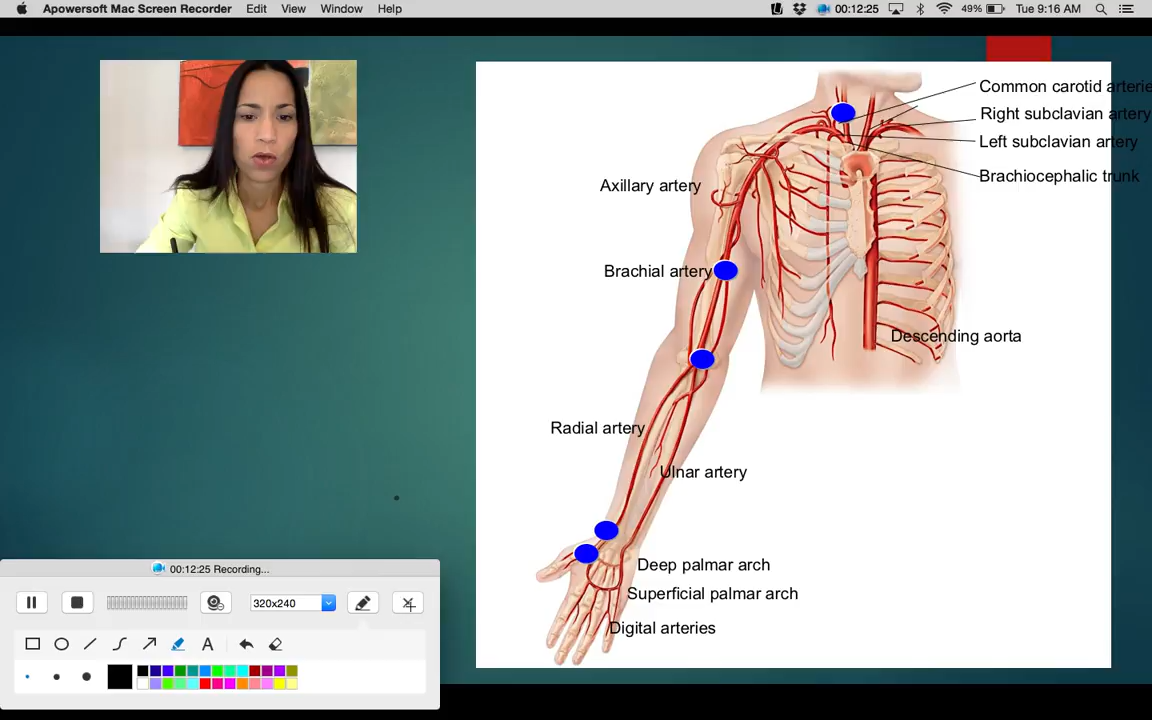 Apowersoft Mac Screen Recorder Edit View Window Help 00:12:25 49% Tue 9:16 AM
Common carotid arterie
Right subclavian artery
Left subclavian artery
Brachiocephalic trunk
Axillary artery
Brachial artery
Descending aorta
Radial artery
Ulnar artery
Deep palmar arch
Superficial palmar arch
Digital arteries
00:12:25 Recording...
320x240
A